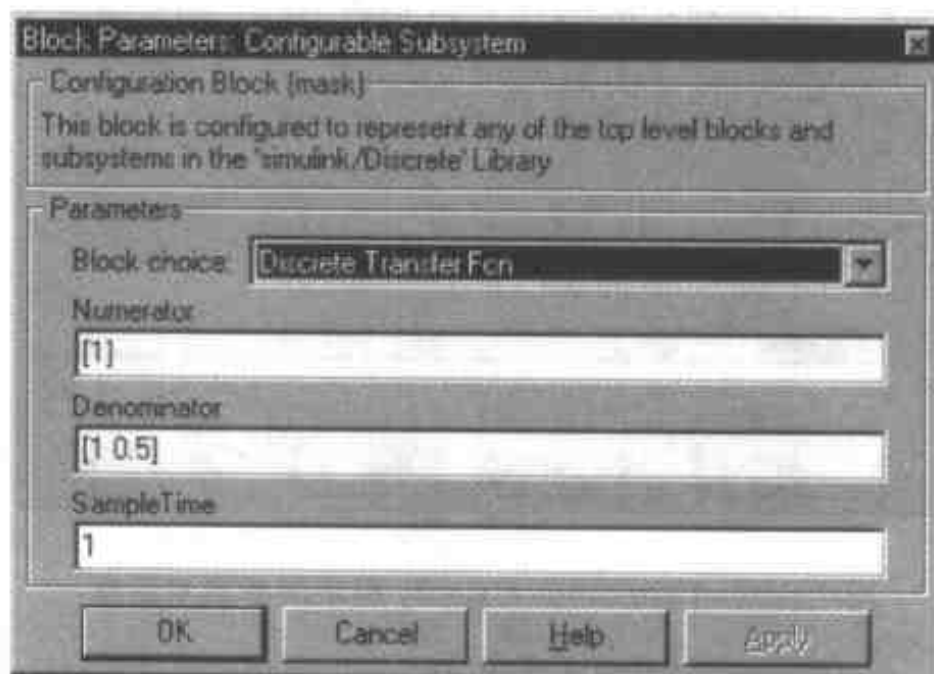 Block Parameters: Configurable Subsystem
Configuration Block (mask)
This block is configured to represent any of the top level blocks and
subsystems in the 'simulink/Discrete' Library
Parameters
Block choice: Discrete Transfer Fcn
Numerator
[1]
Denominator
[1 0.5]
SampleTime
1
OK Cancel Help Apply